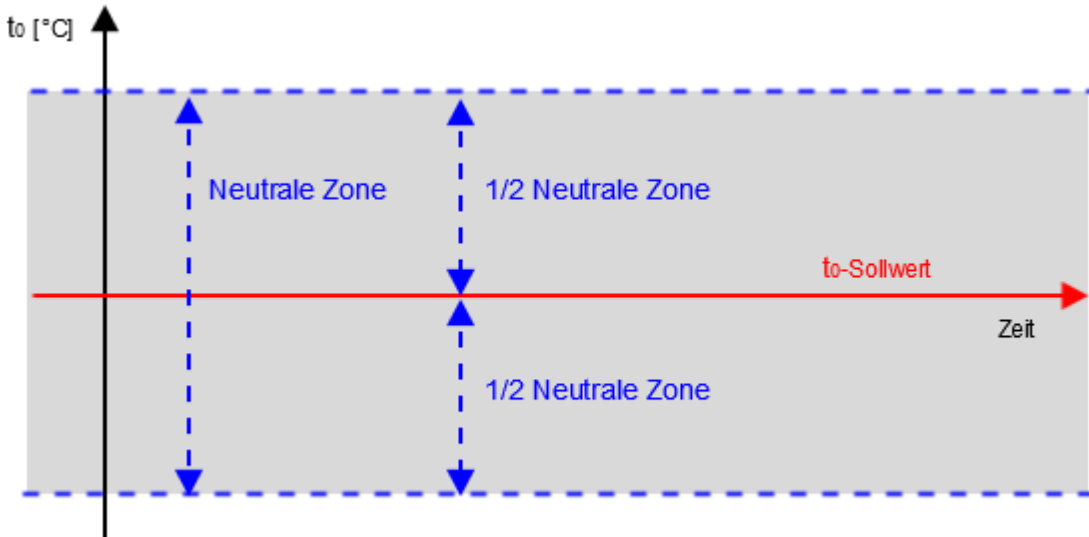 t₀ [°C]
Neutrale Zone
1/2 Neutrale Zone
t₀-Sollwert
Zeit
1/2 Neutrale Zone